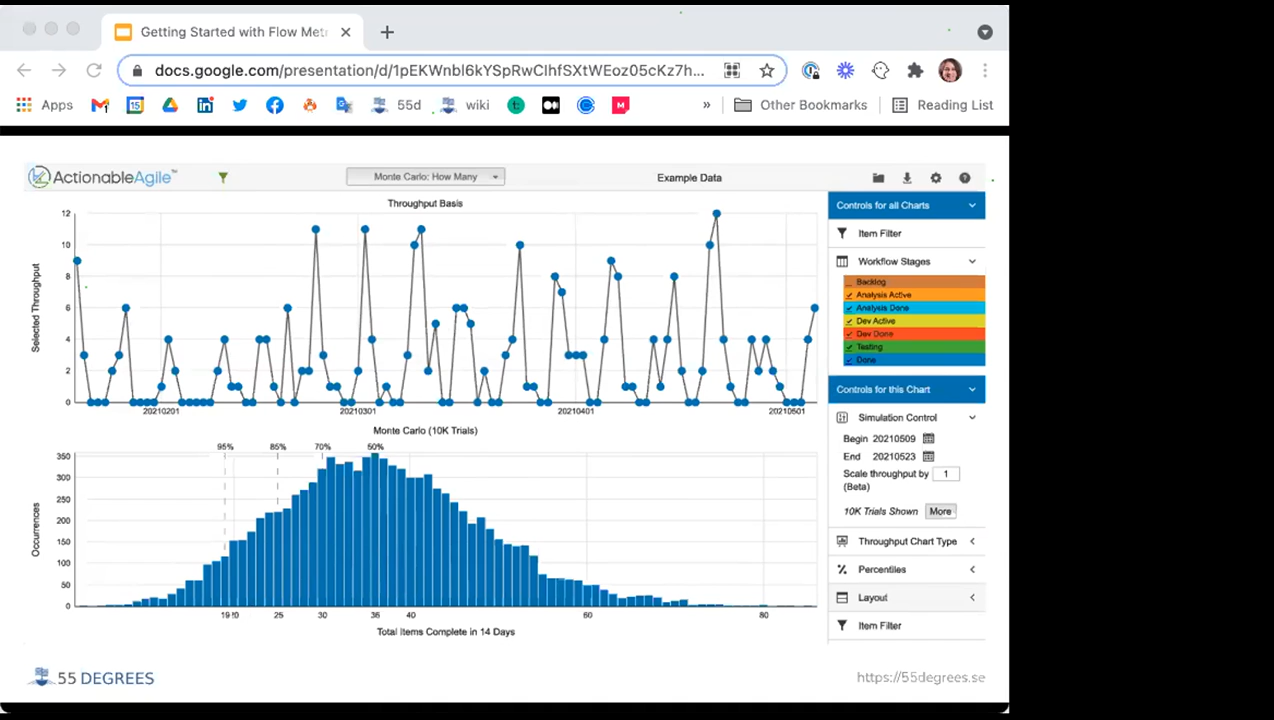 Getting Started with Flow Met
docs.google.com/presentation/d/1pEKWnbl6kYSpRwClhfSXtWEoz05cKz7h...
Apps
55d
wiki
»
Other Bookmarks
Reading List
ActionableAgile™
Monte Carlo: How Many
Example Data
Throughput Basis
Selected Throughput
12
10
8
6
4
2
0
20210201
20210301
20210401
20210501
Monte Carlo (10K Trials)
95%
85%
70%
50%
Occurrences
350
300
250
200
150
100
50
0
19
25
30
36
40
60
80
Total Items Complete in 14 Days
Controls for all Charts
Item Filter
Workflow Stages
Backlog
Analysis Active
Analysis Done
Dev Active
Dev Done
Testing
Done
Controls for this Chart
Simulation Control
Begin 20210509
End 20210523
Scale throughput by 1
(Beta)
10K Trials Shown More
Throughput Chart Type
Percentiles
Layout
Item Filter
55 DEGREES
https://55degrees.se